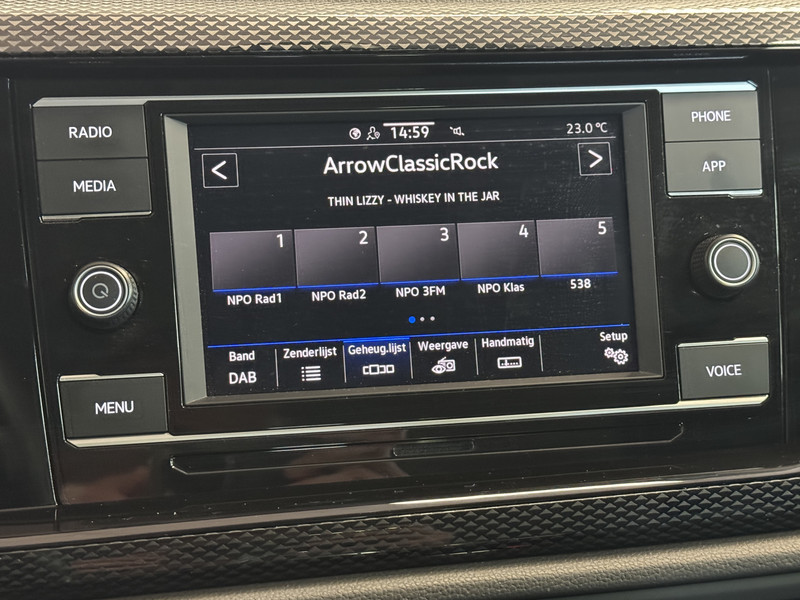 RADIO
MEDIA
MENU
PHONE
APP
VOICE
14:59
23.0°C
<
ArrowClassicRock
>
THIN LIZZY - WHISKEY IN THE JAR
1 2 3 4 5
NPO Rad1 NPO Rad2 NPO 3FM NPO Klas 538
Band Zenderlijst Geheug.lijst Weergave Handmatig Setup
DAB